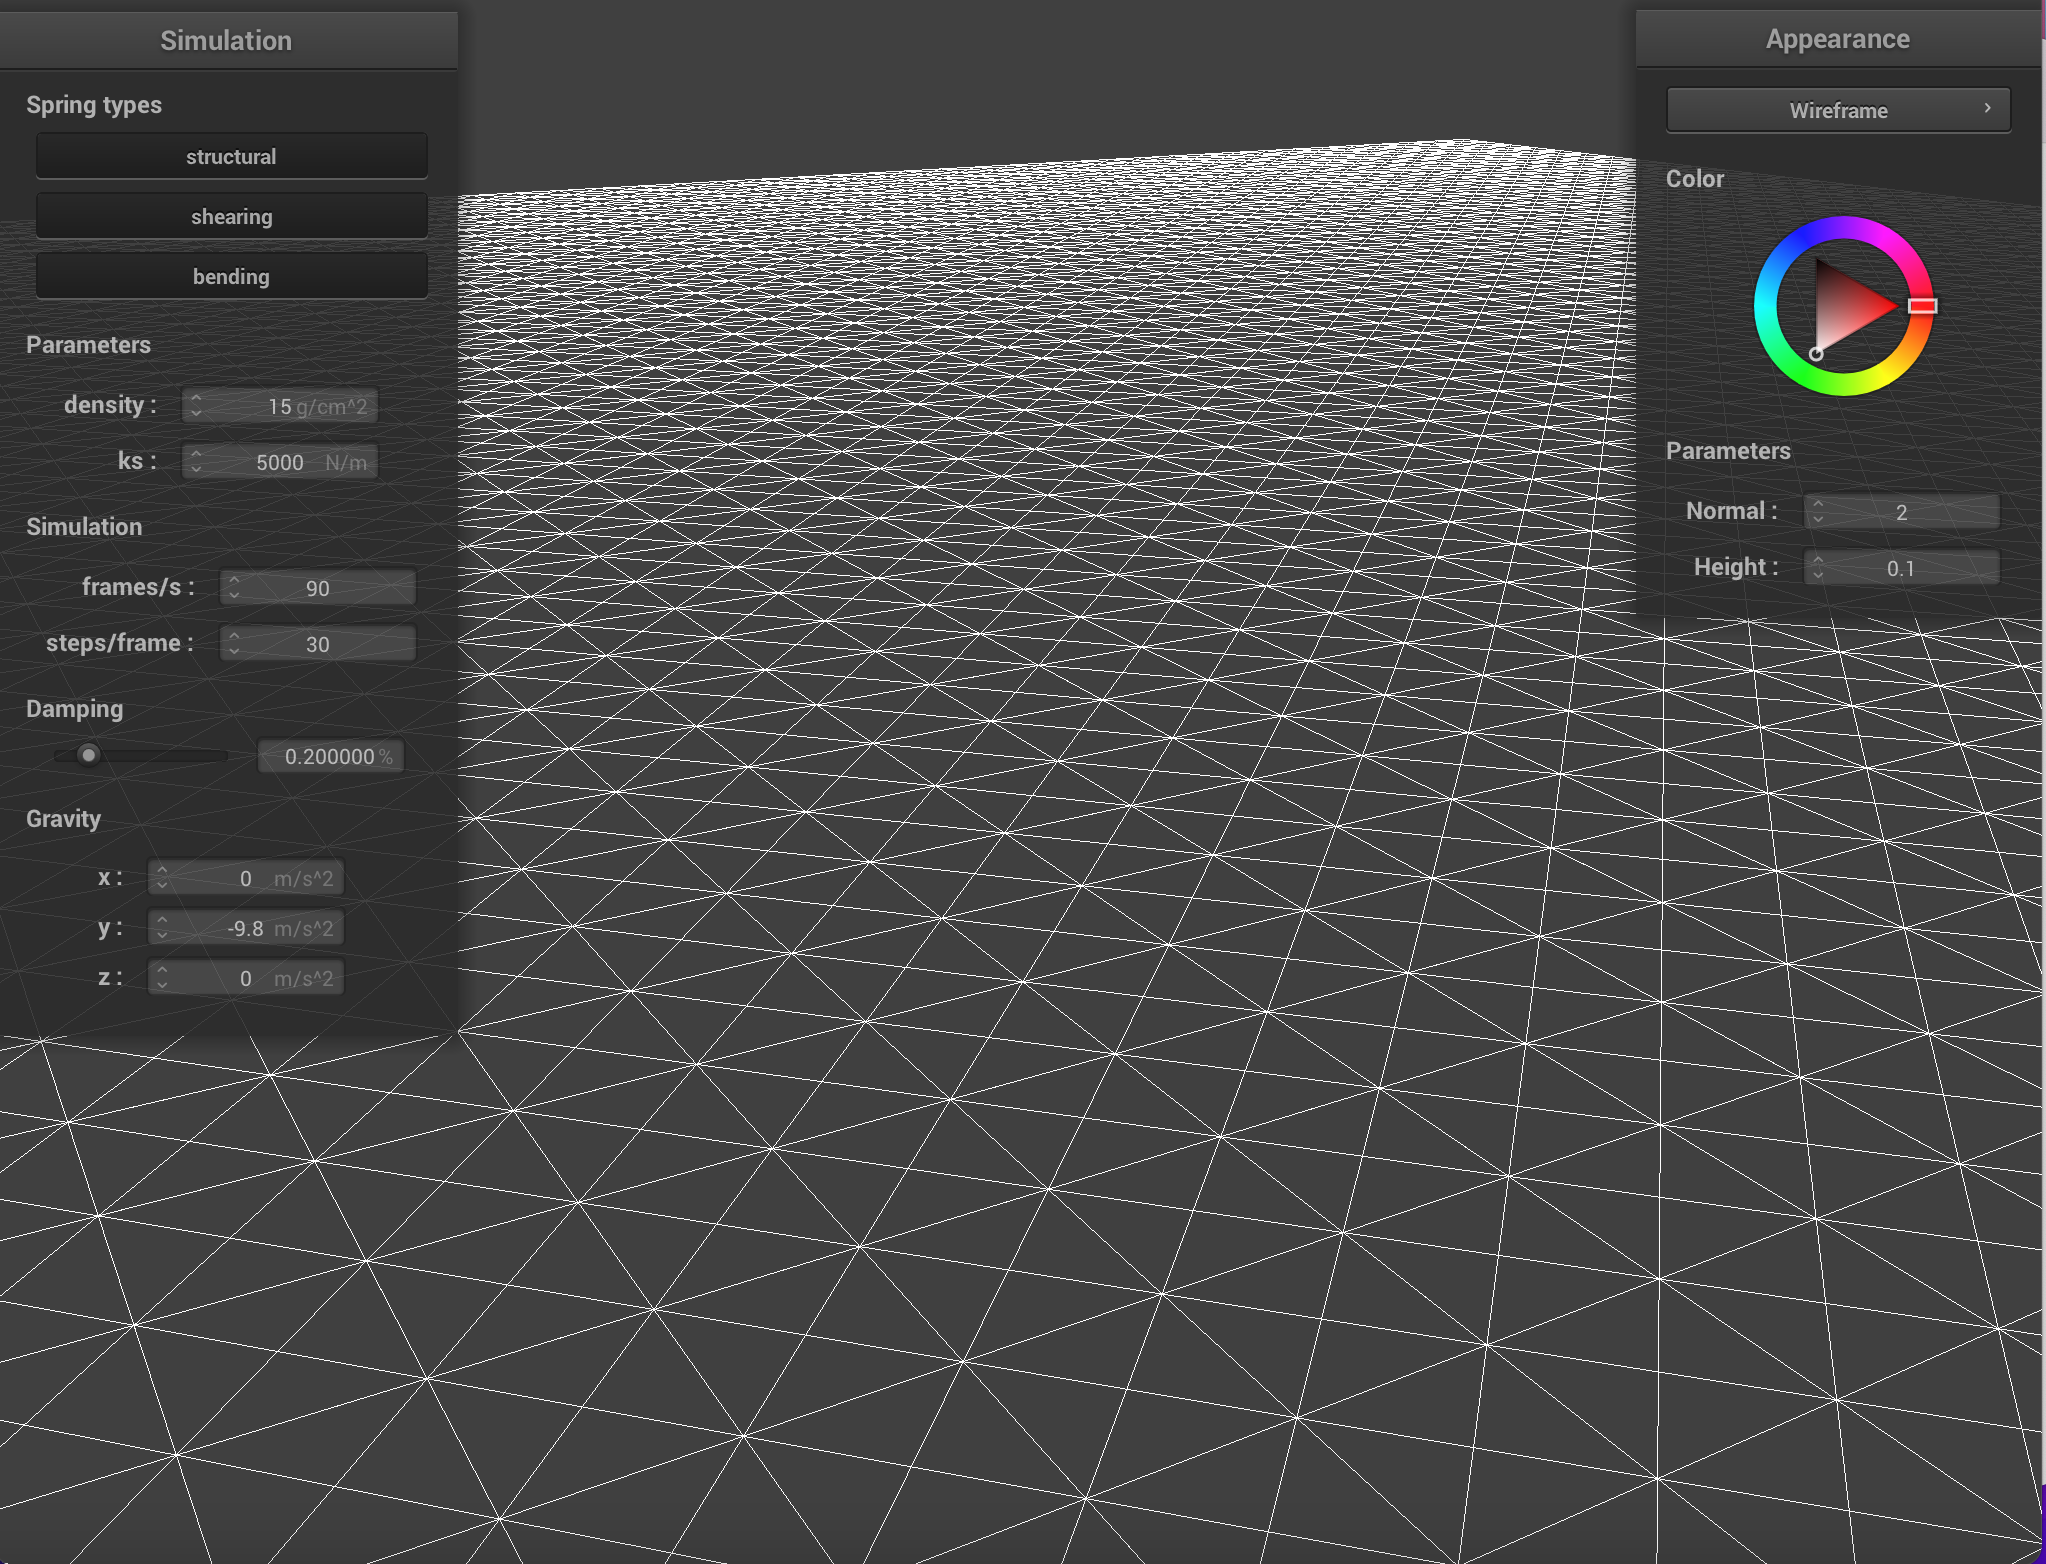 Simulation
Spring types
structural
shearing
bending
Parameters
density :
15 g/cm^2
ks :
5000 N/m
Simulation
frames/s :
90
steps/frame :
30
Damping
0.200000 %
Gravity
x :
0 m/s^2
y :
-9.8 m/s^2
z :
0 m/s^2
Appearance
Wireframe
Color
Parameters
Normal :
2
Height :
0.1